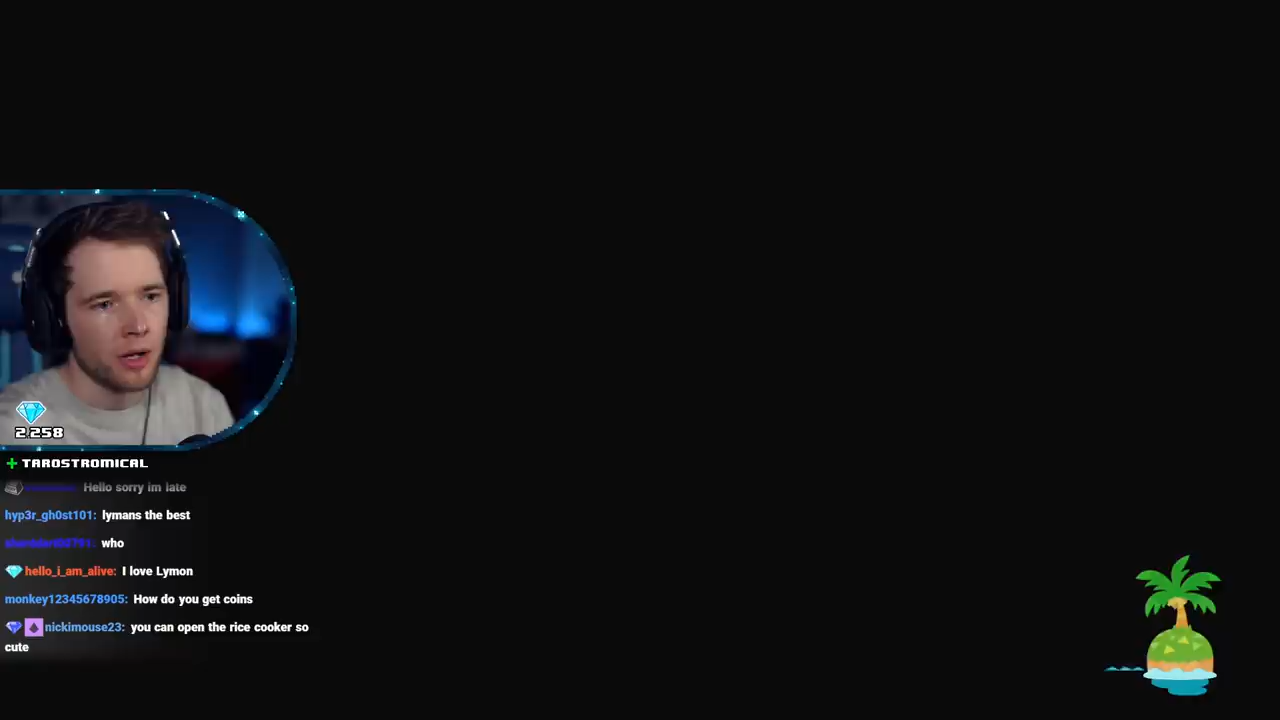 2,258
+ TAROSTROMICAL
Hello sorry im late
hyp3r_gh0st101: lymans the best
who
hello_i_am_alive: I love Lymon
monkey12345678905: How do you get coins
nickimouse23: you can open the rice cooker so
cute